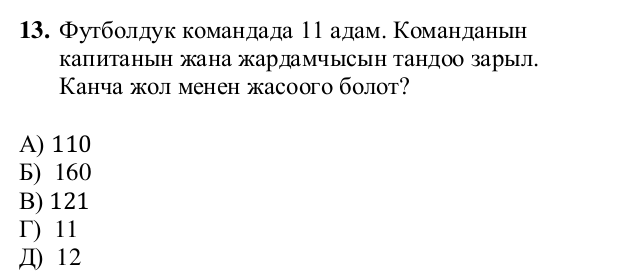 13. Футболдук командада 11 адам. Команданын
капитанын жана жардамчысын тандоо зарыл.
Канча жол менен жасоого болот?
А) 110
Б) 160
В) 121
Г) 11
Д) 12